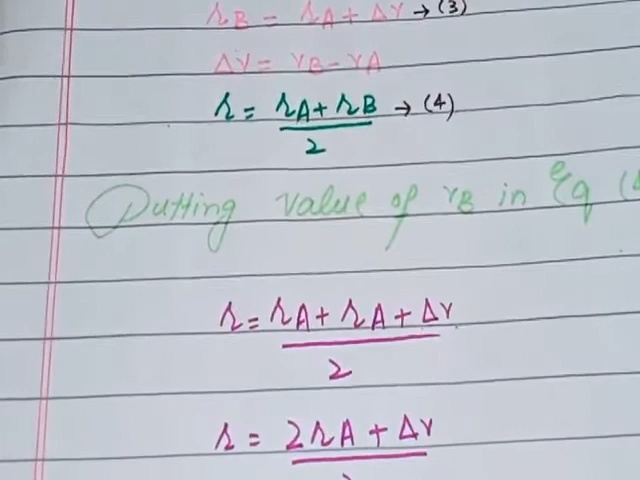 rB = rA + Δr → (3)
Δr = rB - rA
r = rA + rB → (4)
2
Putting value of rB in Eq
r = rA + rA + Δr
2
r = 2rA + Δr